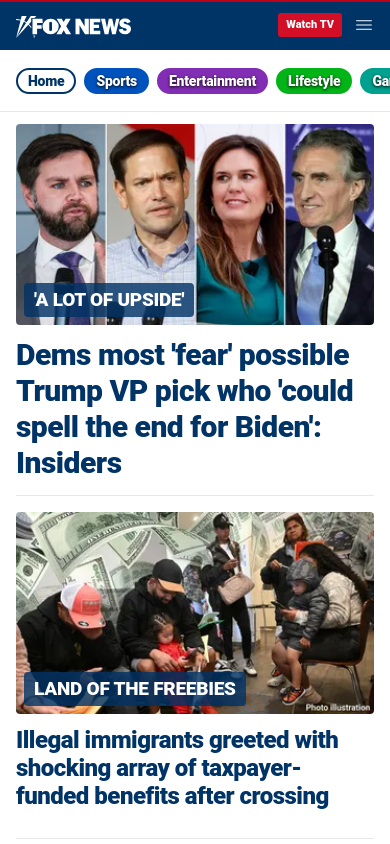 FOX NEWS
Watch TV
Home
Sports
Entertainment
Lifestyle
Ga
'A LOT OF UPSIDE'
Dems most 'fear' possible
Trump VP pick who 'could
spell the end for Biden':
Insiders
LAND OF THE FREEBIES
Photo illustration
Illegal immigrants greeted with
shocking array of taxpayer-
funded benefits after crossing